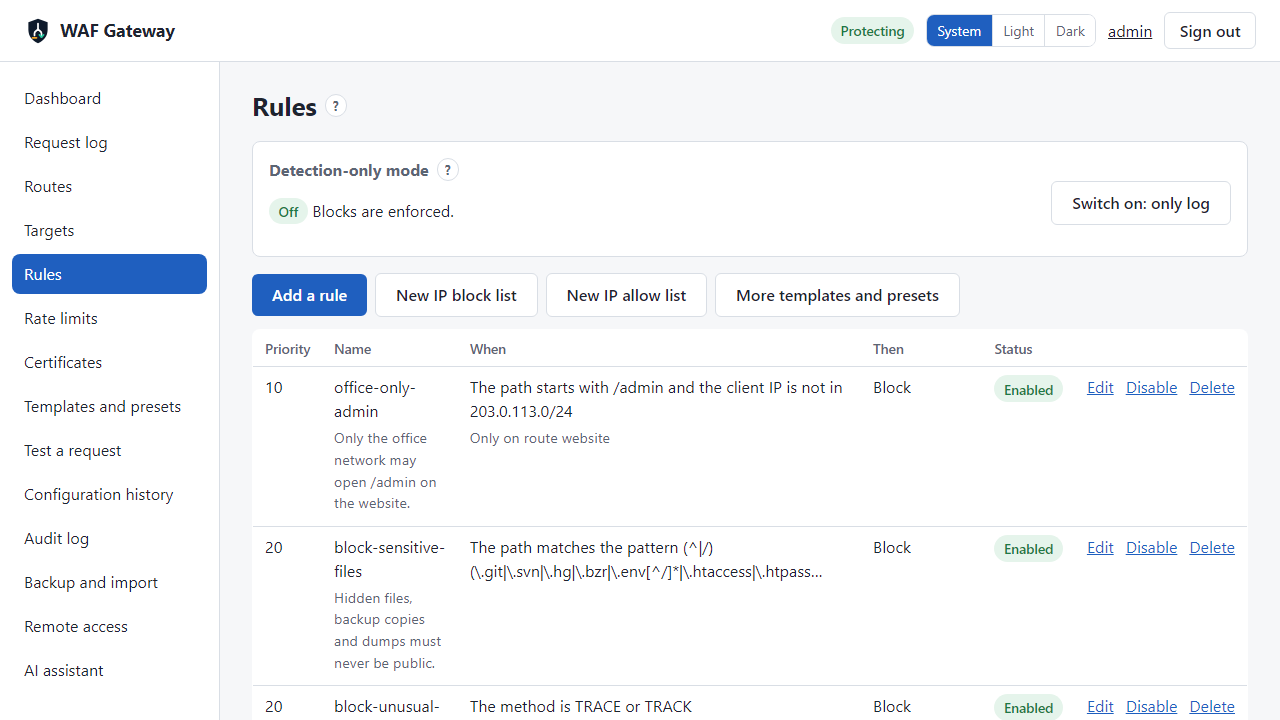 WAF Gateway
Protecting
System Light Dark
admin
Sign out
Dashboard
Request log
Routes
Targets
Rules
Rate limits
Certificates
Templates and presets
Test a request
Configuration history
Audit log
Backup and import
Remote access
AI assistant
Rules ?
Detection-only mode ?
Off Blocks are enforced.
Switch on: only log
Add a rule New IP block list New IP allow list More templates and presets
Priority Name When Then Status
10 office-only- The path starts with /admin and the client IP is not in Block Enabled Edit Disable Delete
admin 203.0.113.0/24
Only the office Only on route website
network may
open /admin on
the website.
20 block-sensitive- The path matches the pattern (^|/) Block Enabled Edit Disable Delete
files (\.git|\.svn|\.hg|\.bzr|\.env[^/]*|\.htaccess|\.htpass...
Hidden files,
backup copies
and dumps must
never be public.
20 block-unusual- The method is TRACE or TRACK Block Enabled Edit Disable Delete